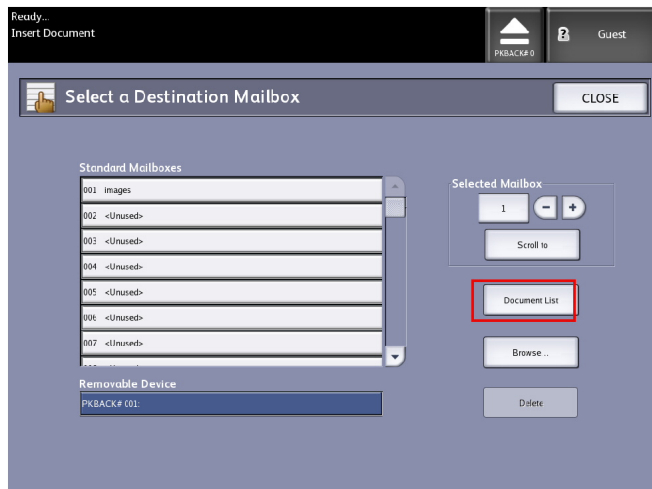 Ready...
Insert Document
PKBACK# 0
Guest
Select a Destination Mailbox
CLOSE
Standard Mailboxes
001 images
002 <Unused>
003 <Unused>
004 <Unused>
005 <Unused>
006 <Unused>
007 <Unused>
Selected Mailbox
1
- +
Scroll to
Document List
Browse ..
Delete
Removable Device
PKBACK# (01: